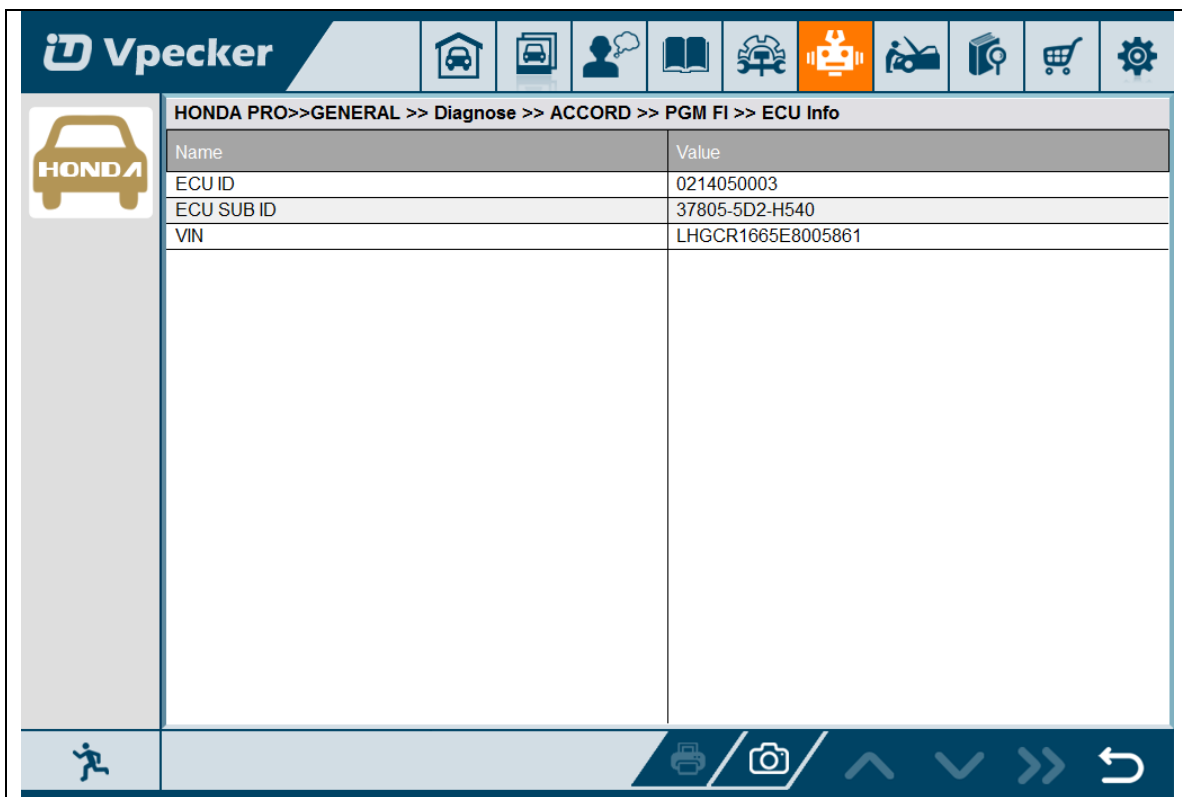 Vpecker
HONDA PRO>>GENERAL >> Diagnose >> ACCORD >> PGM FI >> ECU Info
HONDA
Name Value
ECU ID 0214050003
ECU SUB ID 37805-5D2-H540
VIN LHGCR1665E8005861